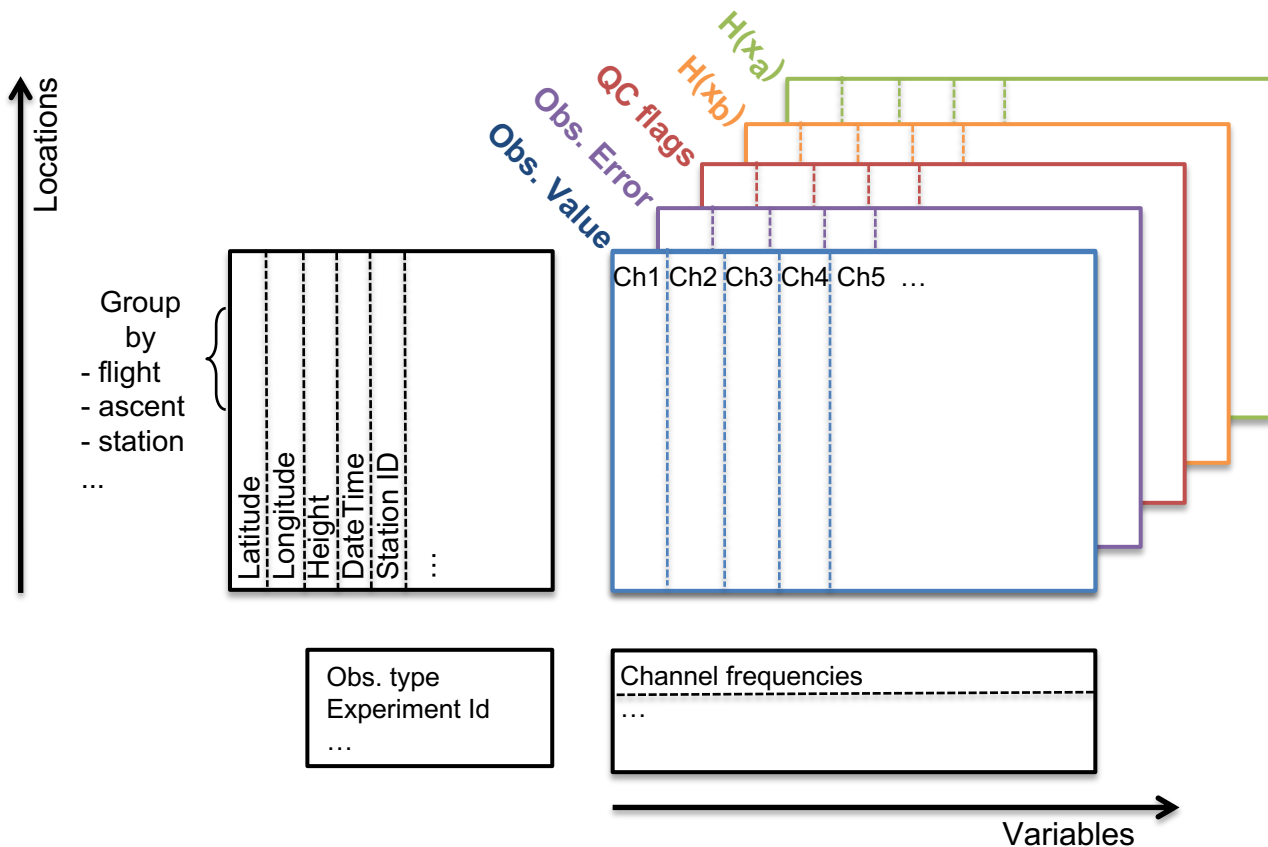 Locations
Group
by
- flight
- ascent
- station
...
Latitude
Longitude
Height
DateTime
Station ID
…
Obs. Value
Obs. Error
QC flags
H(xb)
H(xa)
Ch1 Ch2 Ch3 Ch4 Ch5 …
Obs. type
Experiment Id
…
Channel frequencies
…
Variables